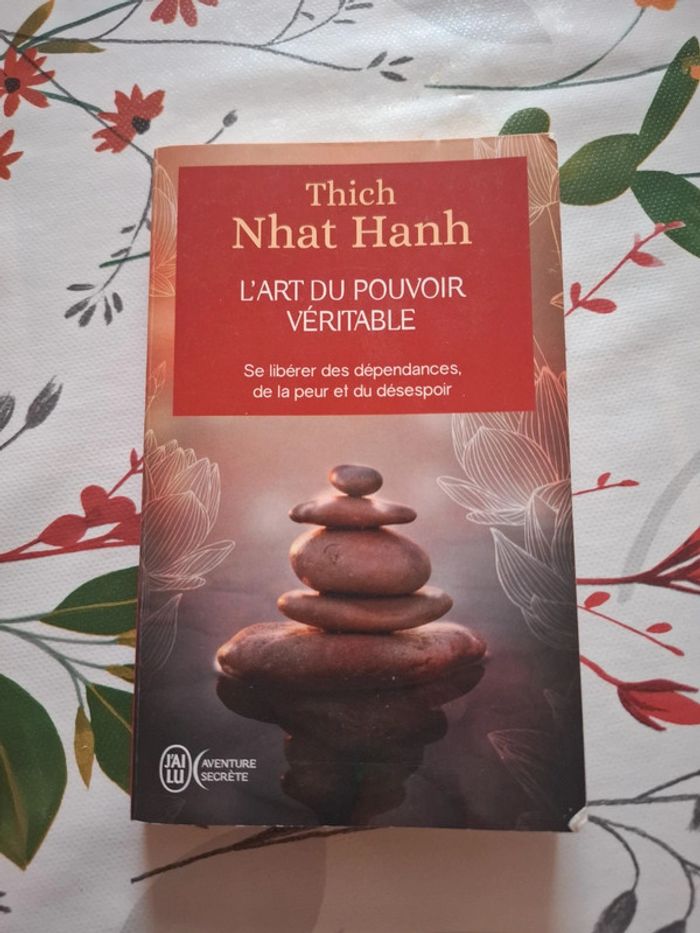 Thich
Nhat Hanh
L'ART DU POUVOIR
VÉRITABLE
Se libérer des dépendances,
de la peur et du désespoir
J'AI
LU
AVENTURE
SECRÈTE